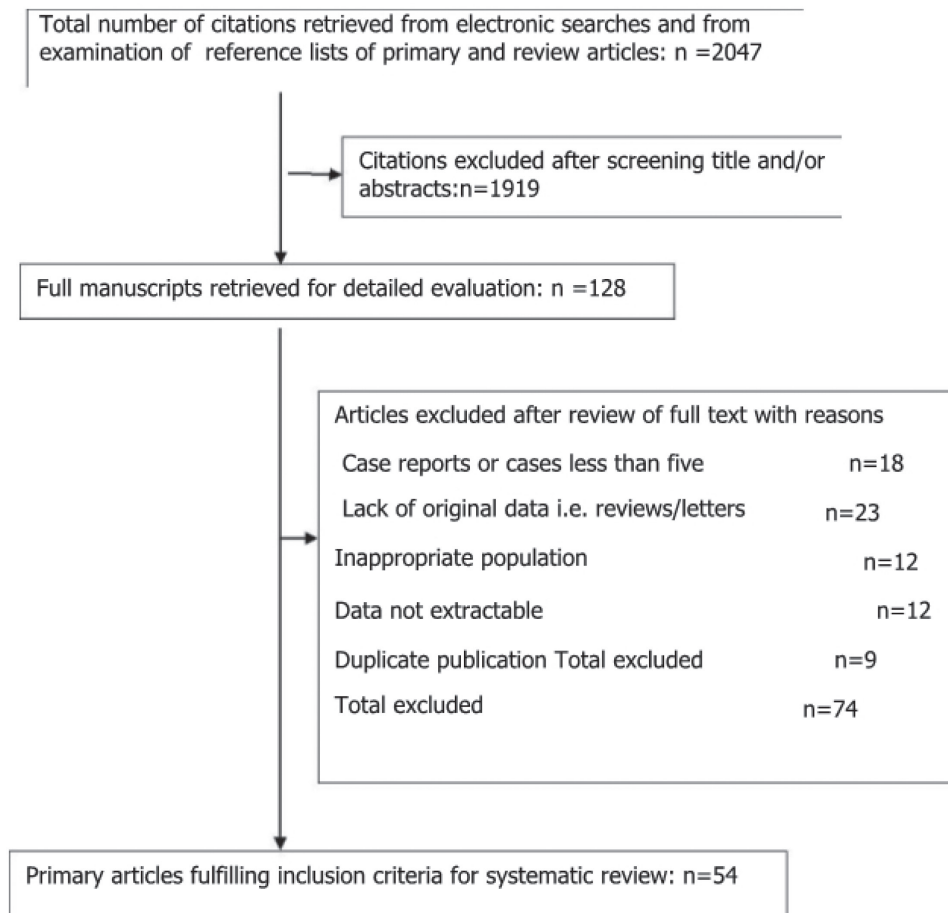 Total number of citations retrieved from electronic searches and from
examination of  reference lists of primary and review articles: n =2047
Citations excluded after screening title and/or
abstracts:n=1919
Full manuscripts retrieved for detailed evaluation: n =128
Articles excluded after review of full text with reasons
Case reports or cases less than five n=18
Lack of original data i.e. reviews/letters n=23
Inappropriate population n=12
Data not extractable n=12
Duplicate publication Total excluded n=9
Total excluded n=74
Primary articles fulfilling inclusion criteria for systematic review: n=54